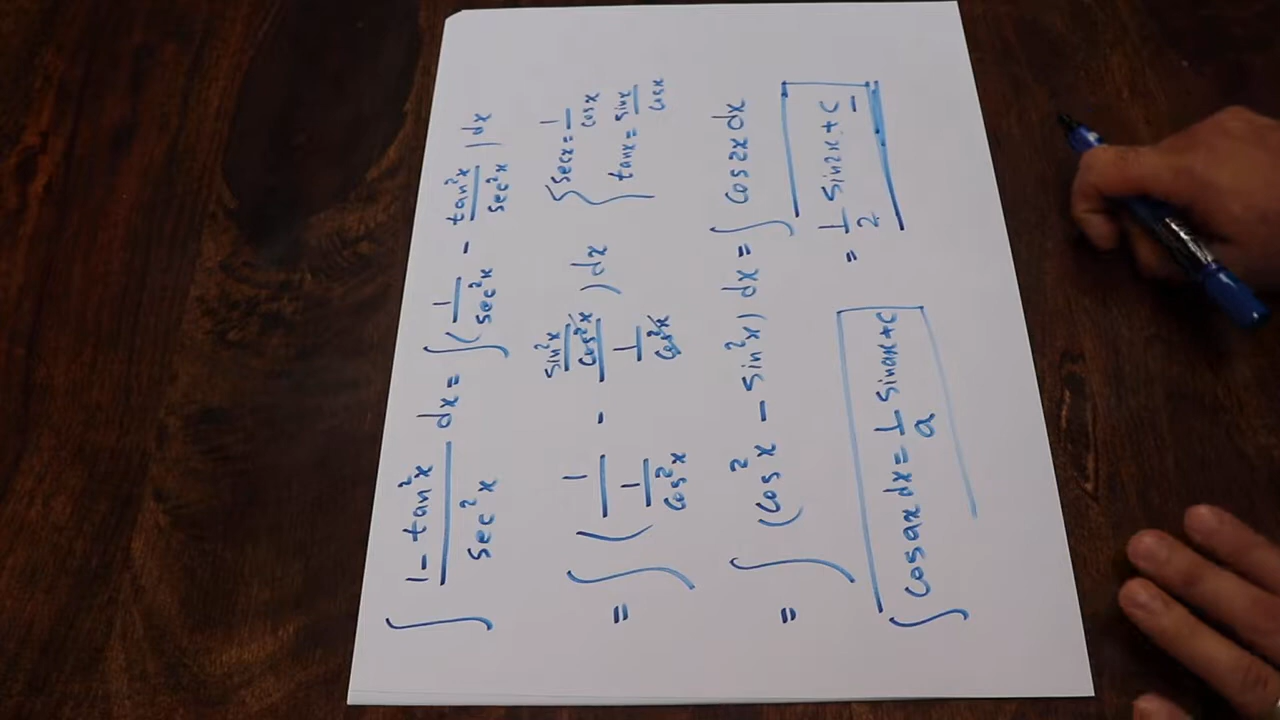 ∫ (1 - tan²x)/(sec²x) dx = ∫ (1/(sec²x) - (tan²x)/(sec²x)) dx
= ∫ (1/(1/(cos²x)) - ((sin²x)/(cos²x))/(1/(cos²x))) dx { secx = 1/(cosx)
{ tanx = (sinx)/(cosx)
= ∫ (cos²x - sin²x) dx = ∫ cos2x dx
= 1/2 sin2x + c
∫ cosax dx = 1/a sinax + c